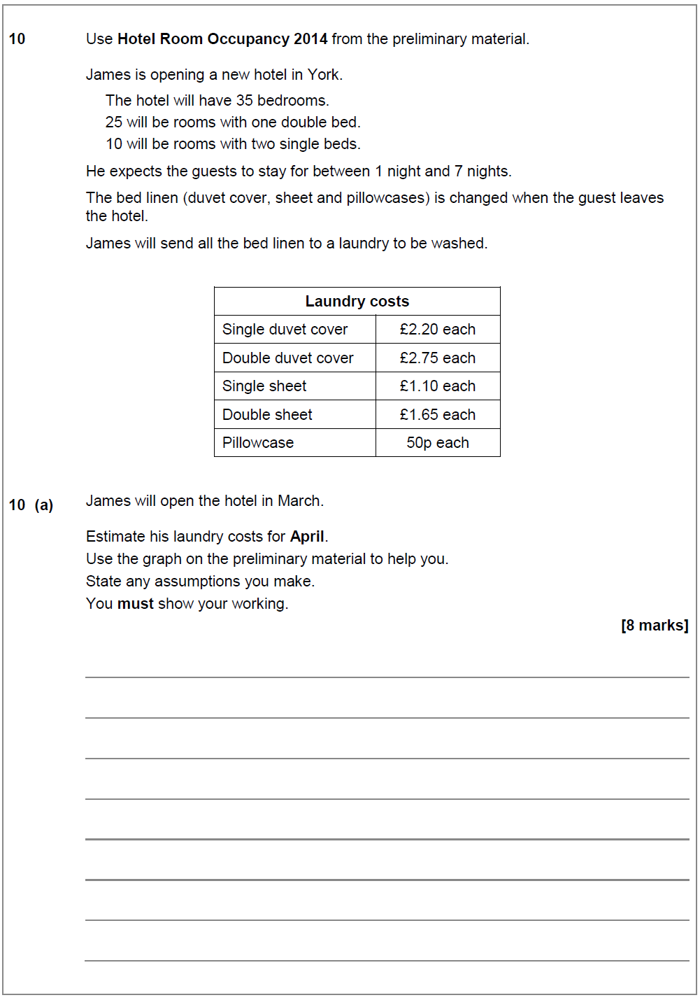 10 Use Hotel Room Occupancy 2014 from the preliminary material.
James is opening a new hotel in York.
The hotel will have 35 bedrooms.
25 will be rooms with one double bed.
10 will be rooms with two single beds.
He expects the guests to stay for between 1 night and 7 nights.
The bed linen (duvet cover, sheet and pillowcases) is changed when the guest leaves
the hotel.
James will send all the bed linen to a laundry to be washed.
Laundry costs
Single duvet cover £2.20 each
Double duvet cover £2.75 each
Single sheet £1.10 each
Double sheet £1.65 each
Pillowcase 50p each
10 (a) James will open the hotel in March.
Estimate his laundry costs for April.
Use the graph on the preliminary material to help you.
State any assumptions you make.
You must show your working.
[8 marks]